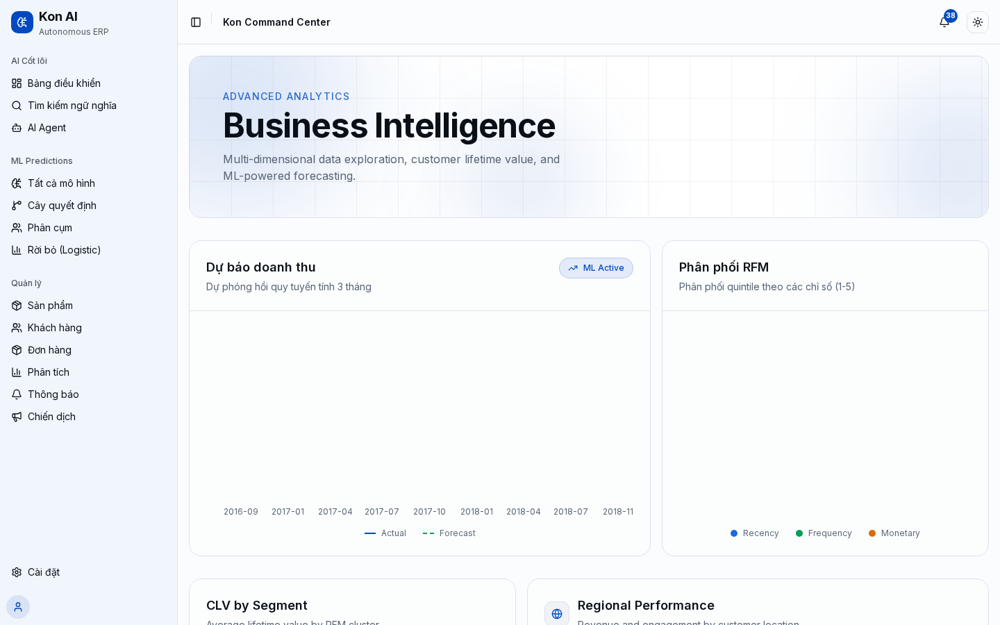 Kon AI
Autonomous ERP
AI Cốt lõi
Bảng điều khiển
Tìm kiếm ngữ nghĩa
AI Agent
ML Predictions
Tất cả mô hình
Cây quyết định
Phân cụm
Rời bỏ (Logistic)
Quản lý
Sản phẩm
Khách hàng
Đơn hàng
Phân tích
Thông báo
Chiến dịch
Cài đặt
Kon Command Center
38
ADVANCED ANALYTICS
Business Intelligence
Multi-dimensional data exploration, customer lifetime value, and
ML-powered forecasting.
Dự báo doanh thu
Dự phóng hồi quy tuyến tính 3 tháng
ML Active
2016-09 2017-01 2017-04 2017-07 2017-10 2018-01 2018-04 2018-07 2018-11
Actual Forecast
Phân phối RFM
Phân phối quintile theo các chỉ số (1-5)
Recency Frequency Monetary
CLV by Segment
Average lifetime value by RFM cluster
Regional Performance
Revenue and engagement by customer location